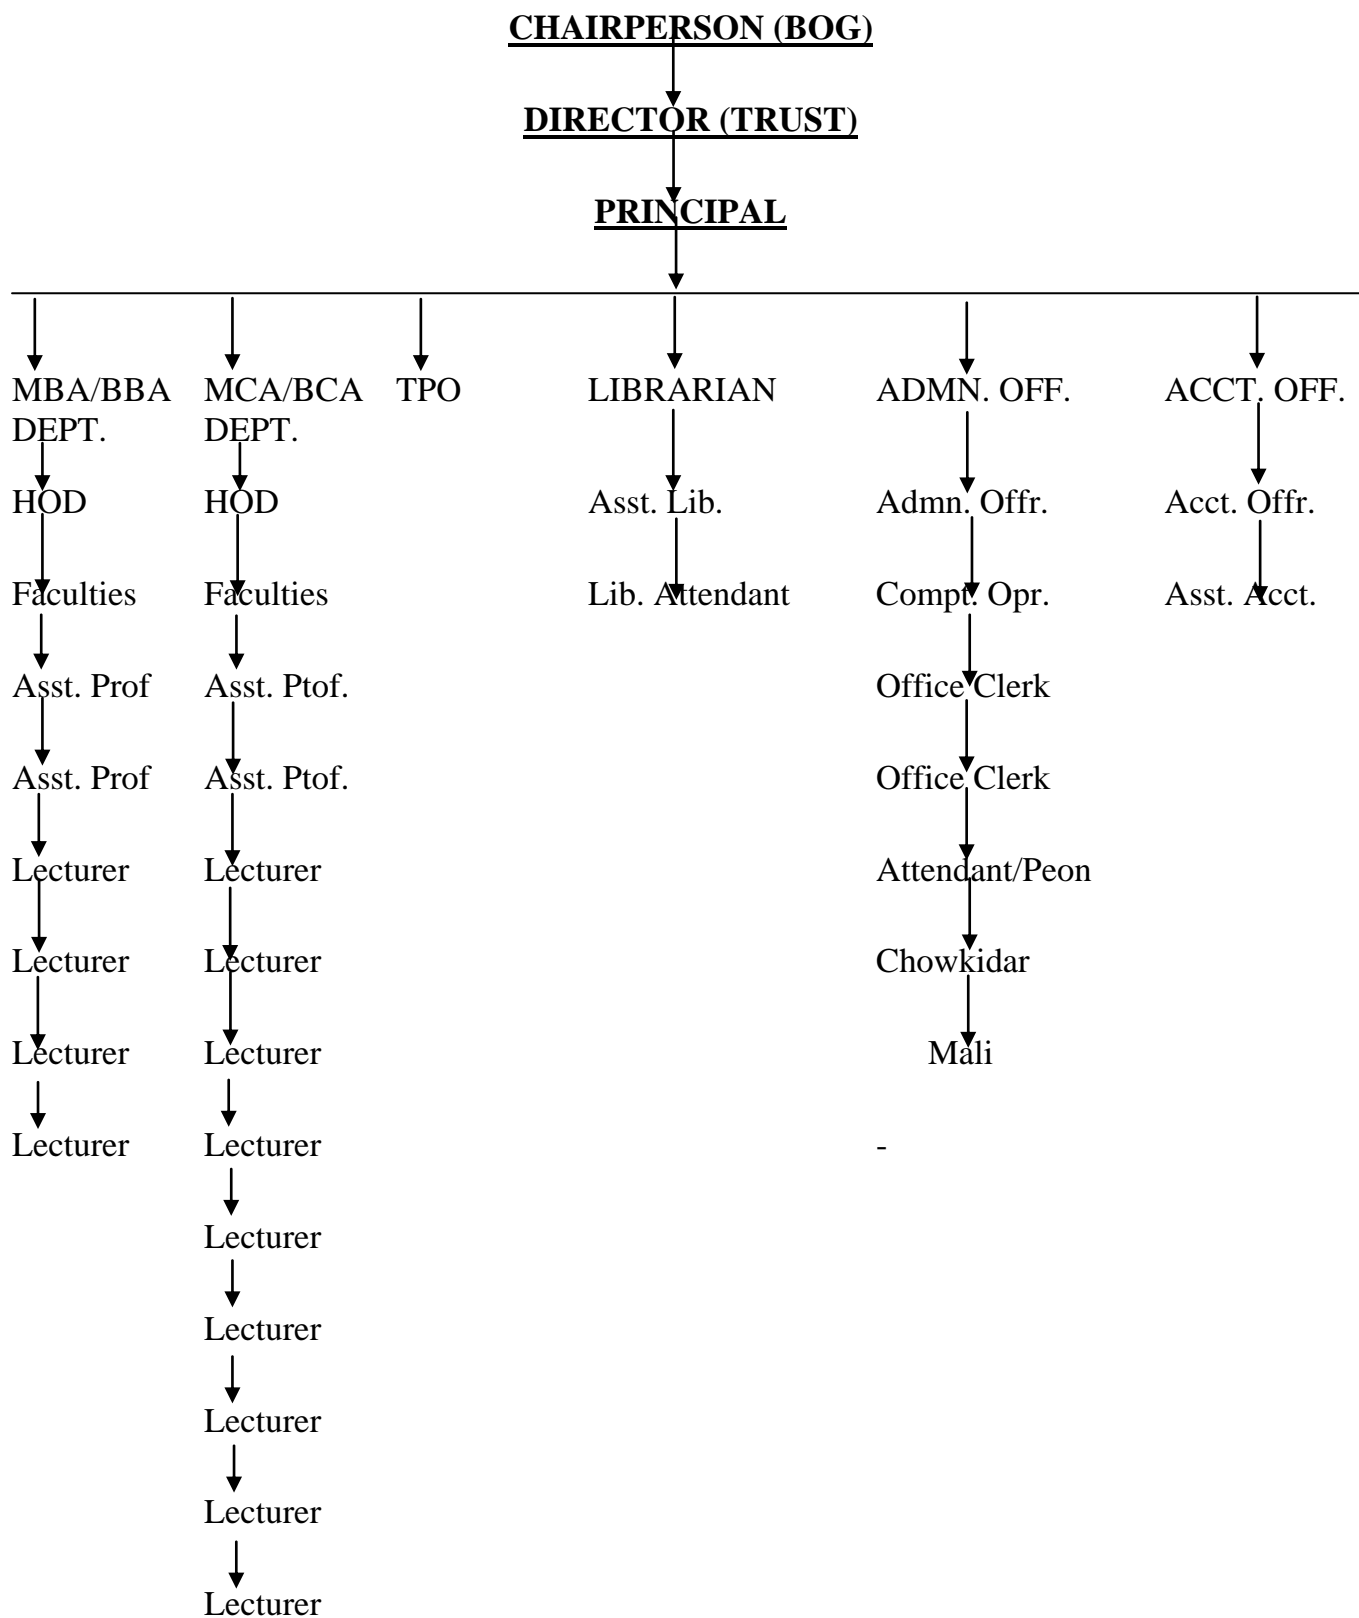 CHAIRPERSON (BOG)
DIRECTOR (TRUST)
PRINCIPAL
MBA/BBA MCA/BCA TPO LIBRARIAN ADMN. OFF. ACCT. OFF.
DEPT. DEPT.
HOD HOD Asst. Lib. Admn. Offr. Acct. Offr.
Faculties Faculties Lib. Attendant Compt. Opr. Asst. Acct.
Asst. Prof Asst. Ptof. Office Clerk
Asst. Prof Asst. Ptof. Office Clerk
Lecturer Lecturer Attendant/Peon
Lecturer Lecturer Chowkidar
Lecturer Lecturer Mali
Lecturer Lecturer -
Lecturer
Lecturer
Lecturer
Lecturer
Lecturer